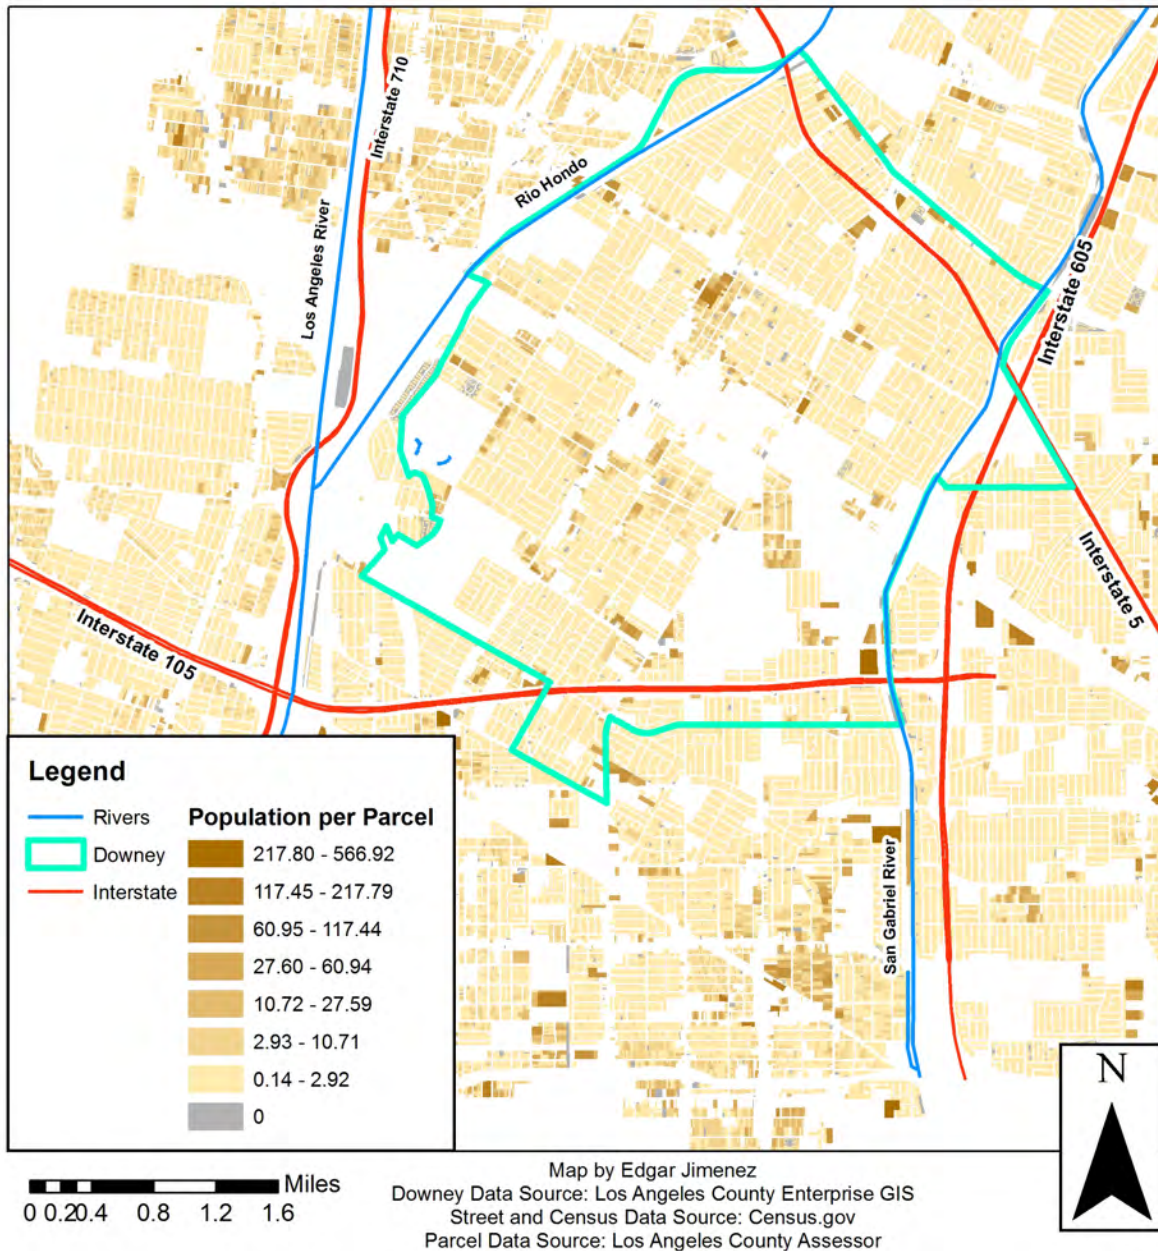 Interstate 710
Los Angeles River
Rio Hondo
Interstate 605
Interstate 5
Interstate 105
San Gabriel River
Legend
Rivers
Downey
Interstate
Population per Parcel
217.80 - 566.92
117.45 - 217.79
60.95 - 117.44
27.60 - 60.94
10.72 - 27.59
2.93 - 10.71
0.14 - 2.92
0
N
Miles
0 0.20.4 0.8 1.2 1.6
Map by Edgar Jimenez
Downey Data Source: Los Angeles County Enterprise GIS
Street and Census Data Source: Census.gov
Parcel Data Source: Los Angeles County Assessor